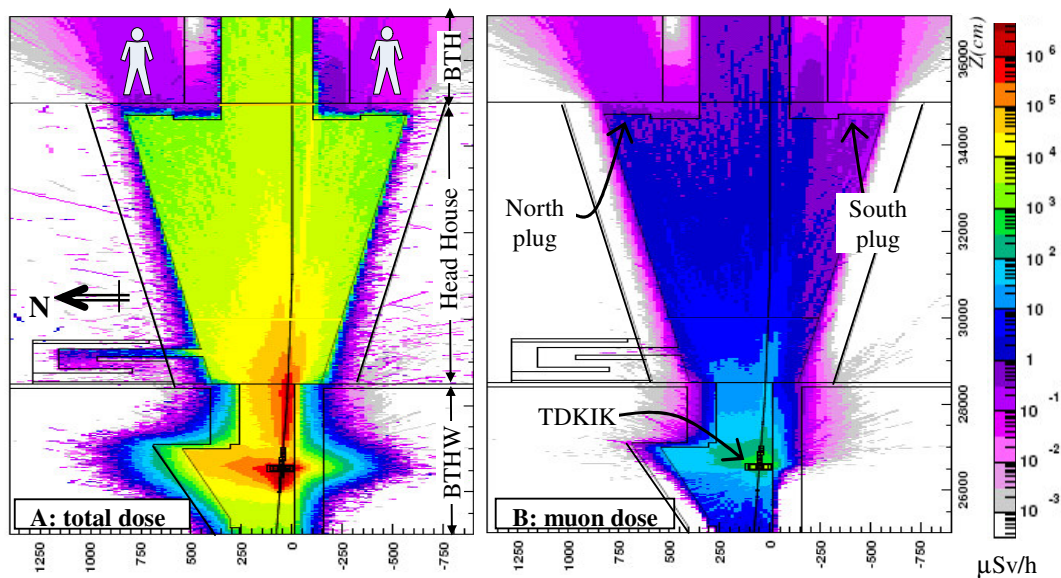 BTH
Head House
BTHW
N
A: total dose
1250
1000
750
500
250
0
-250
-500
-750
North
plug
South
plug
TDKIK
B: muon dose
1250
1000
750
500
250
0
-250
-500
-750
Z(cm)
36000
34000
32000
30000
28000
26000
10^6
10^5
10^4
10^3
10^2
10
1
10^-1
10^-2
10^-3
μSv/h